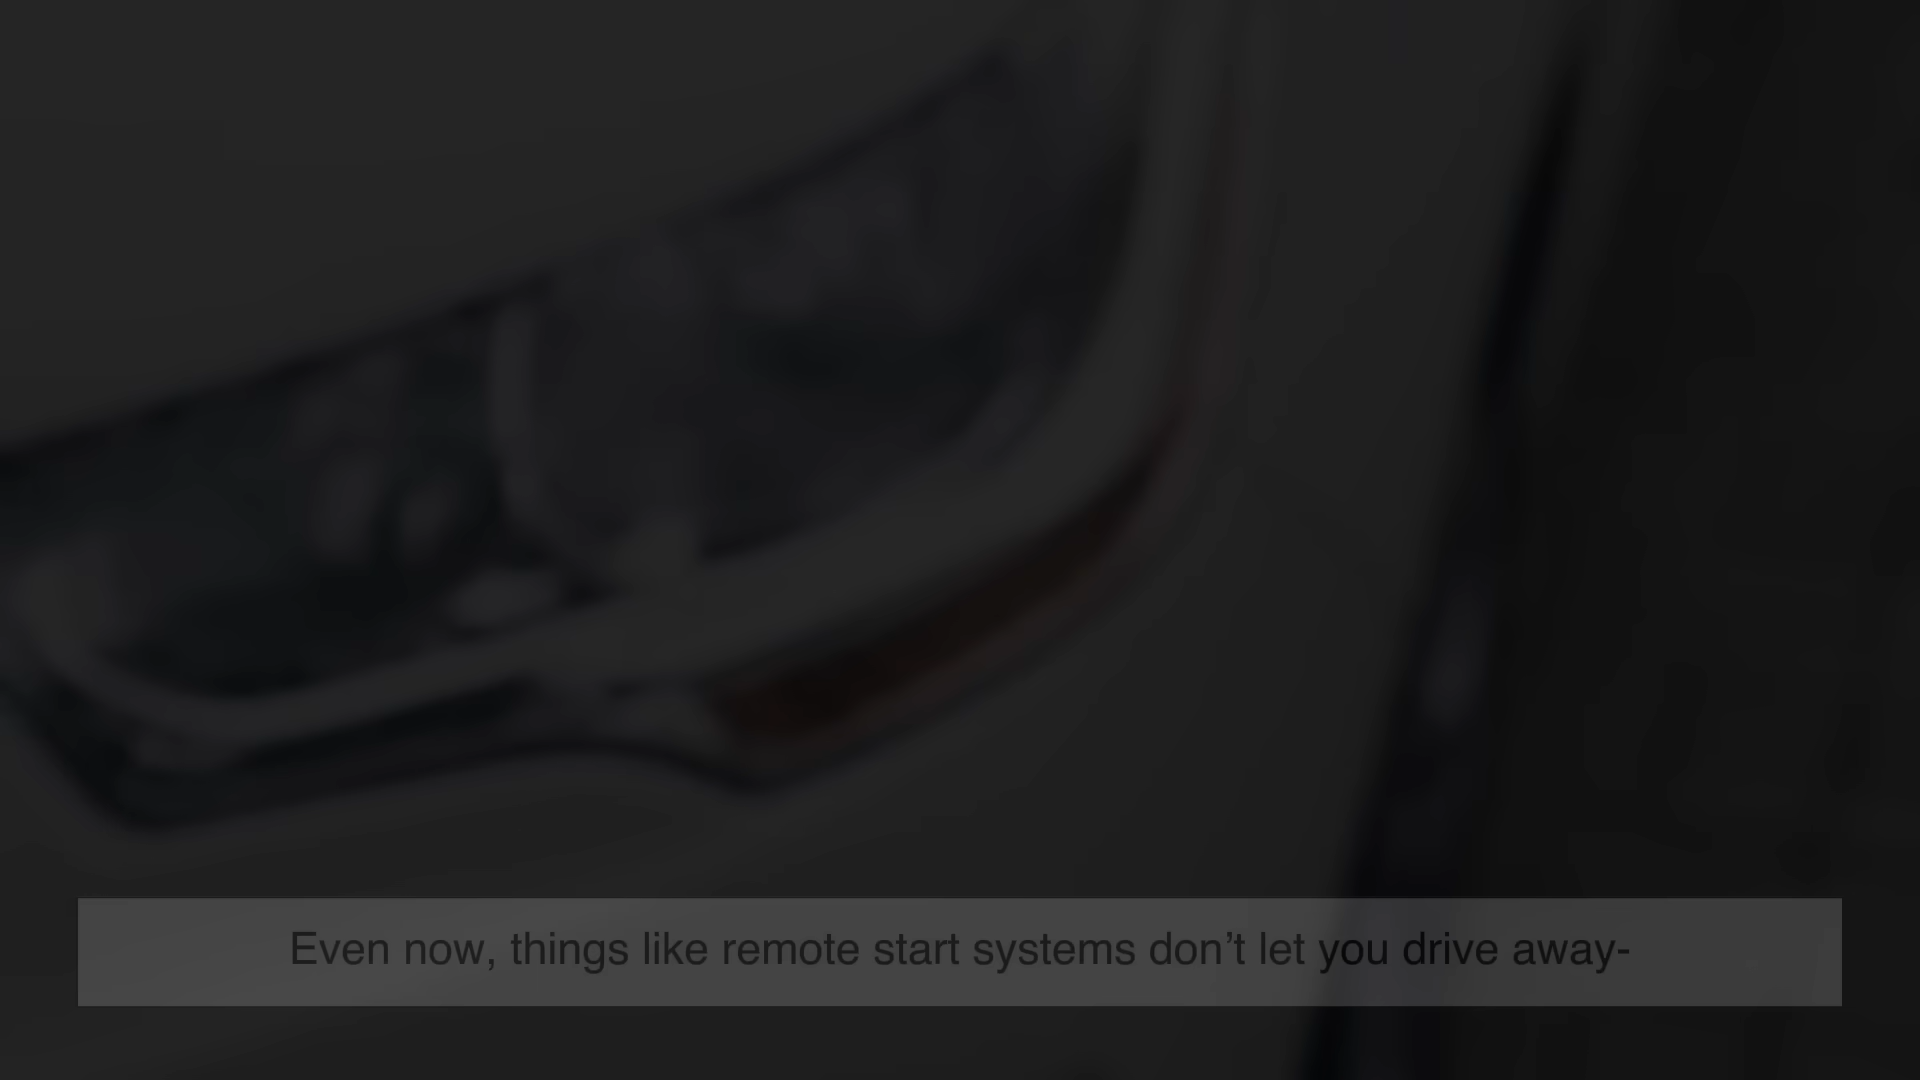 Even now, things like remote start systems don’t let you drive away-